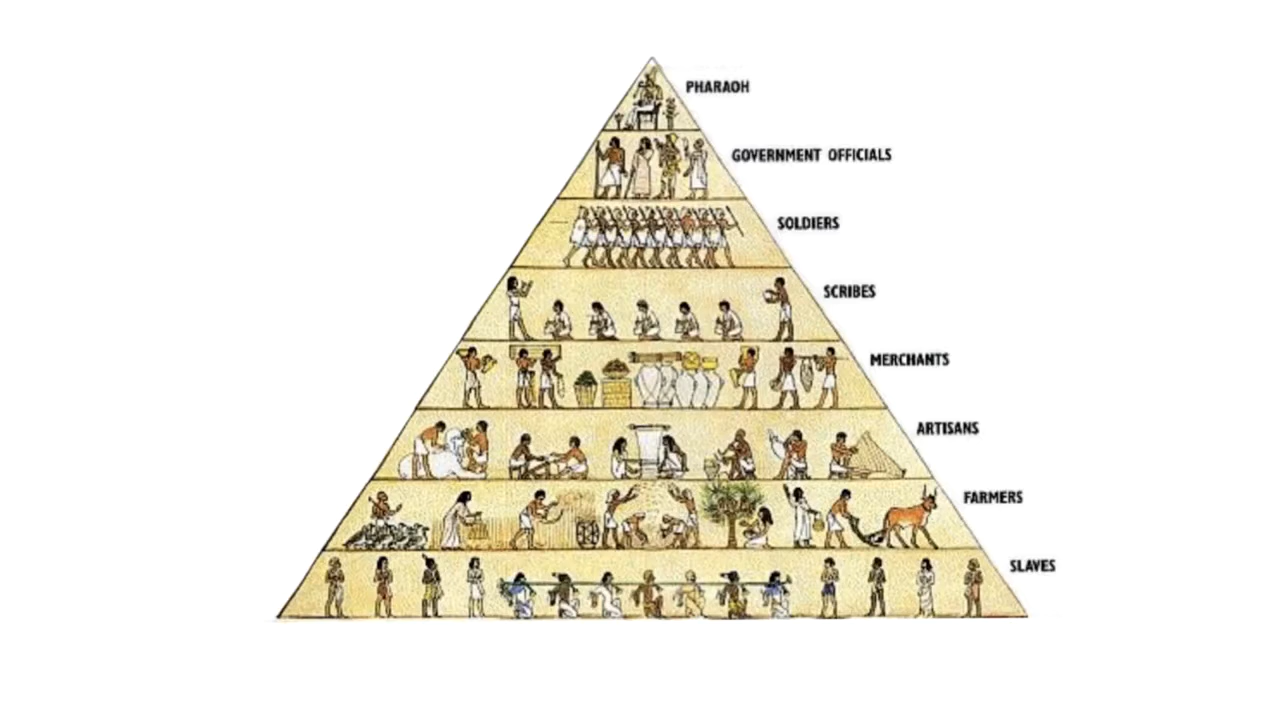 PHARAOH
GOVERNMENT OFFICIALS
SOLDIERS
SCRIBES
MERCHANTS
ARTISANS
FARMERS
SLAVES